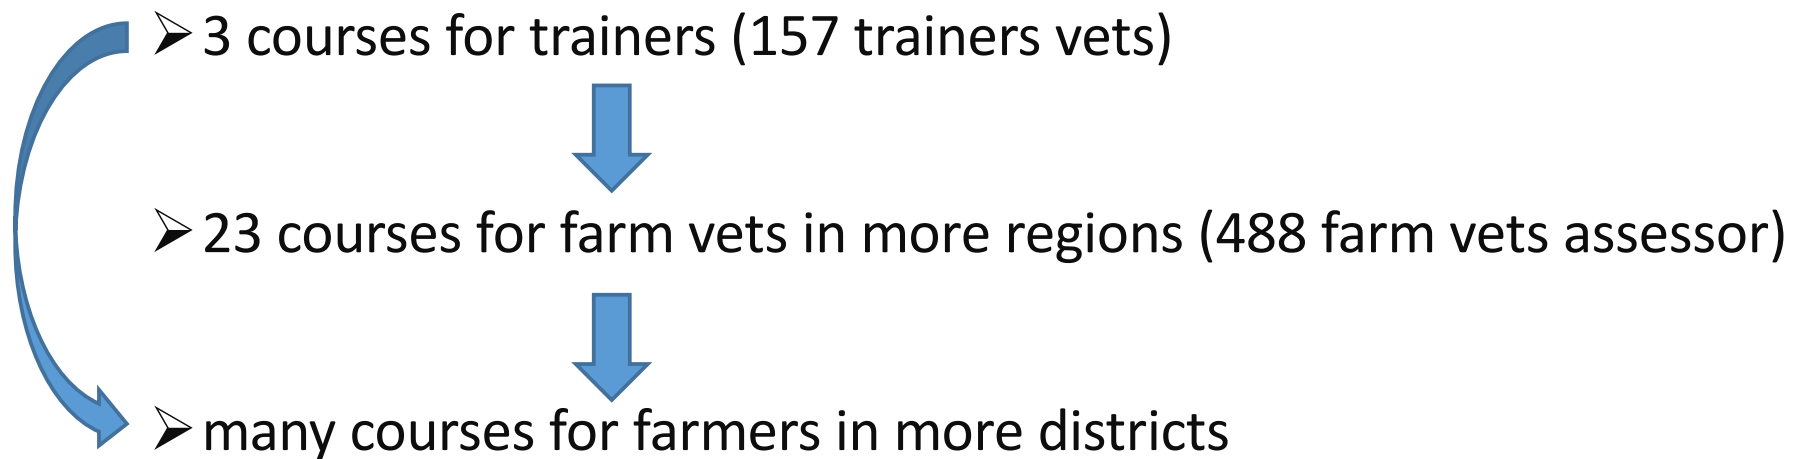 ➢3 courses for trainers (157 trainers vets)
➢23 courses for farm vets in more regions (488 farm vets assessor)
➢many courses for farmers in more districts